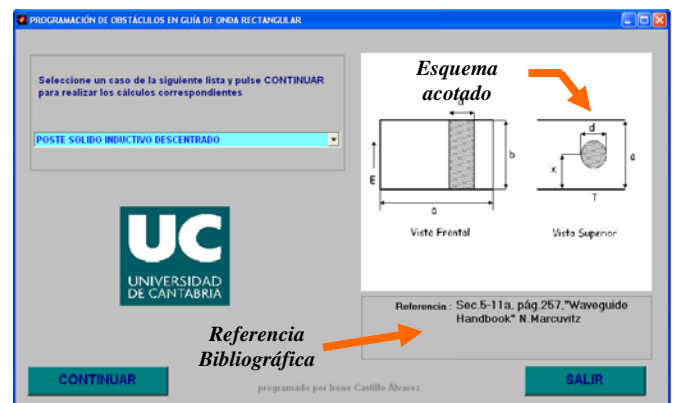 PROGRAMACIÓN DE OBSTÁCULOS EN GUÍA DE ONDA RECTANGULAR
Seleccione un caso de la siguiente lista y pulse CONTINUAR
para realizar los cálculos correspondientes
POSTE SOLIDO INDUCTIVO DESCENTRADO
UC
UNIVERSIDAD
DE CANTABRIA
Esquema
acotado
d
b
E
a
Vista Frontal
d
x
a
T
Vista Superior
Referencia : Sec.5-11a, pág.257,"Waveguide
Handbook" N.Marcuvitz
Referencia
Bibliográfica
CONTINUAR
programado por Irene Castillo Álvarez
SALIR